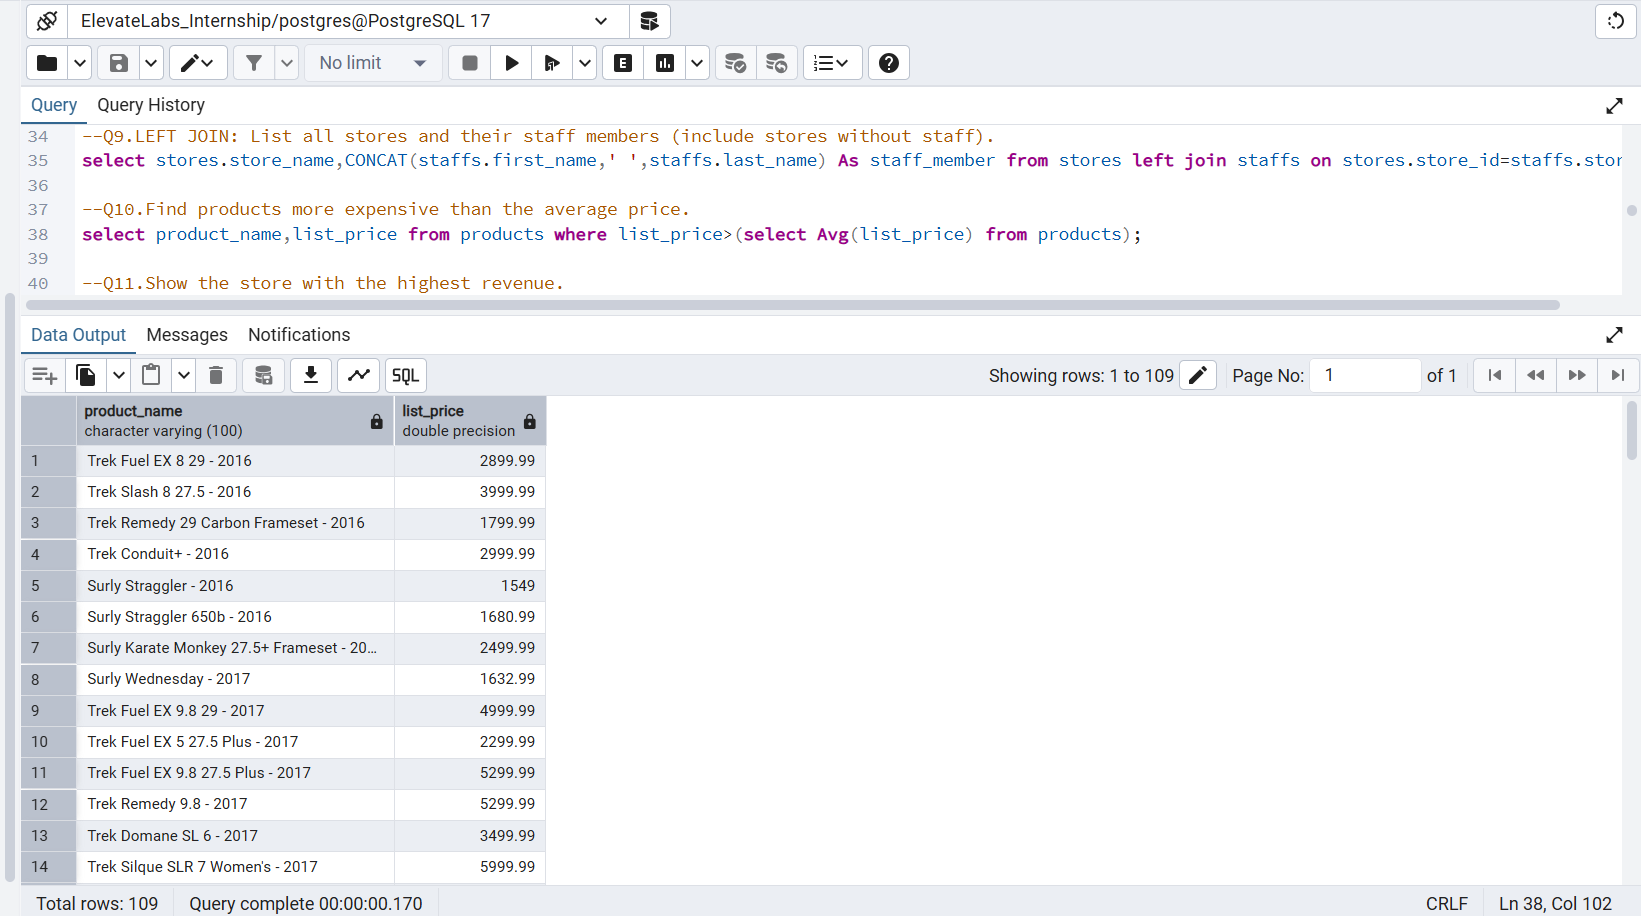 ElevateLabs_Internship/postgres@PostgreSQL 17
No limit
E
Query Query History
34 --Q9.LEFT JOIN: List all stores and their staff members (include stores without staff).
35 select stores.store_name,CONCAT(staffs.first_name,' ',staffs.last_name) As staff_member from stores left join staffs on stores.store_id=staffs.stor
36
37 --Q10.Find products more expensive than the average price.
38 select product_name,list_price from products where list_price>(select Avg(list_price) from products);
39
40 --Q11.Show the store with the highest revenue.
Data Output Messages Notifications
SQL Showing rows: 1 to 109 Page No: 1 of 1
product_name list_price
character varying (100) double precision
1 Trek Fuel EX 8 29 - 2016 2899.99
2 Trek Slash 8 27.5 - 2016 3999.99
3 Trek Remedy 29 Carbon Frameset - 2016 1799.99
4 Trek Conduit+ - 2016 2999.99
5 Surly Straggler - 2016 1549
6 Surly Straggler 650b - 2016 1680.99
7 Surly Karate Monkey 27.5+ Frameset - 20... 2499.99
8 Surly Wednesday - 2017 1632.99
9 Trek Fuel EX 9.8 29 - 2017 4999.99
10 Trek Fuel EX 5 27.5 Plus - 2017 2299.99
11 Trek Fuel EX 9.8 27.5 Plus - 2017 5299.99
12 Trek Remedy 9.8 - 2017 5299.99
13 Trek Domane SL 6 - 2017 3499.99
14 Trek Silque SLR 7 Women's - 2017 5999.99
Total rows: 109 Query complete 00:00:00.170 CRLF Ln 38, Col 102